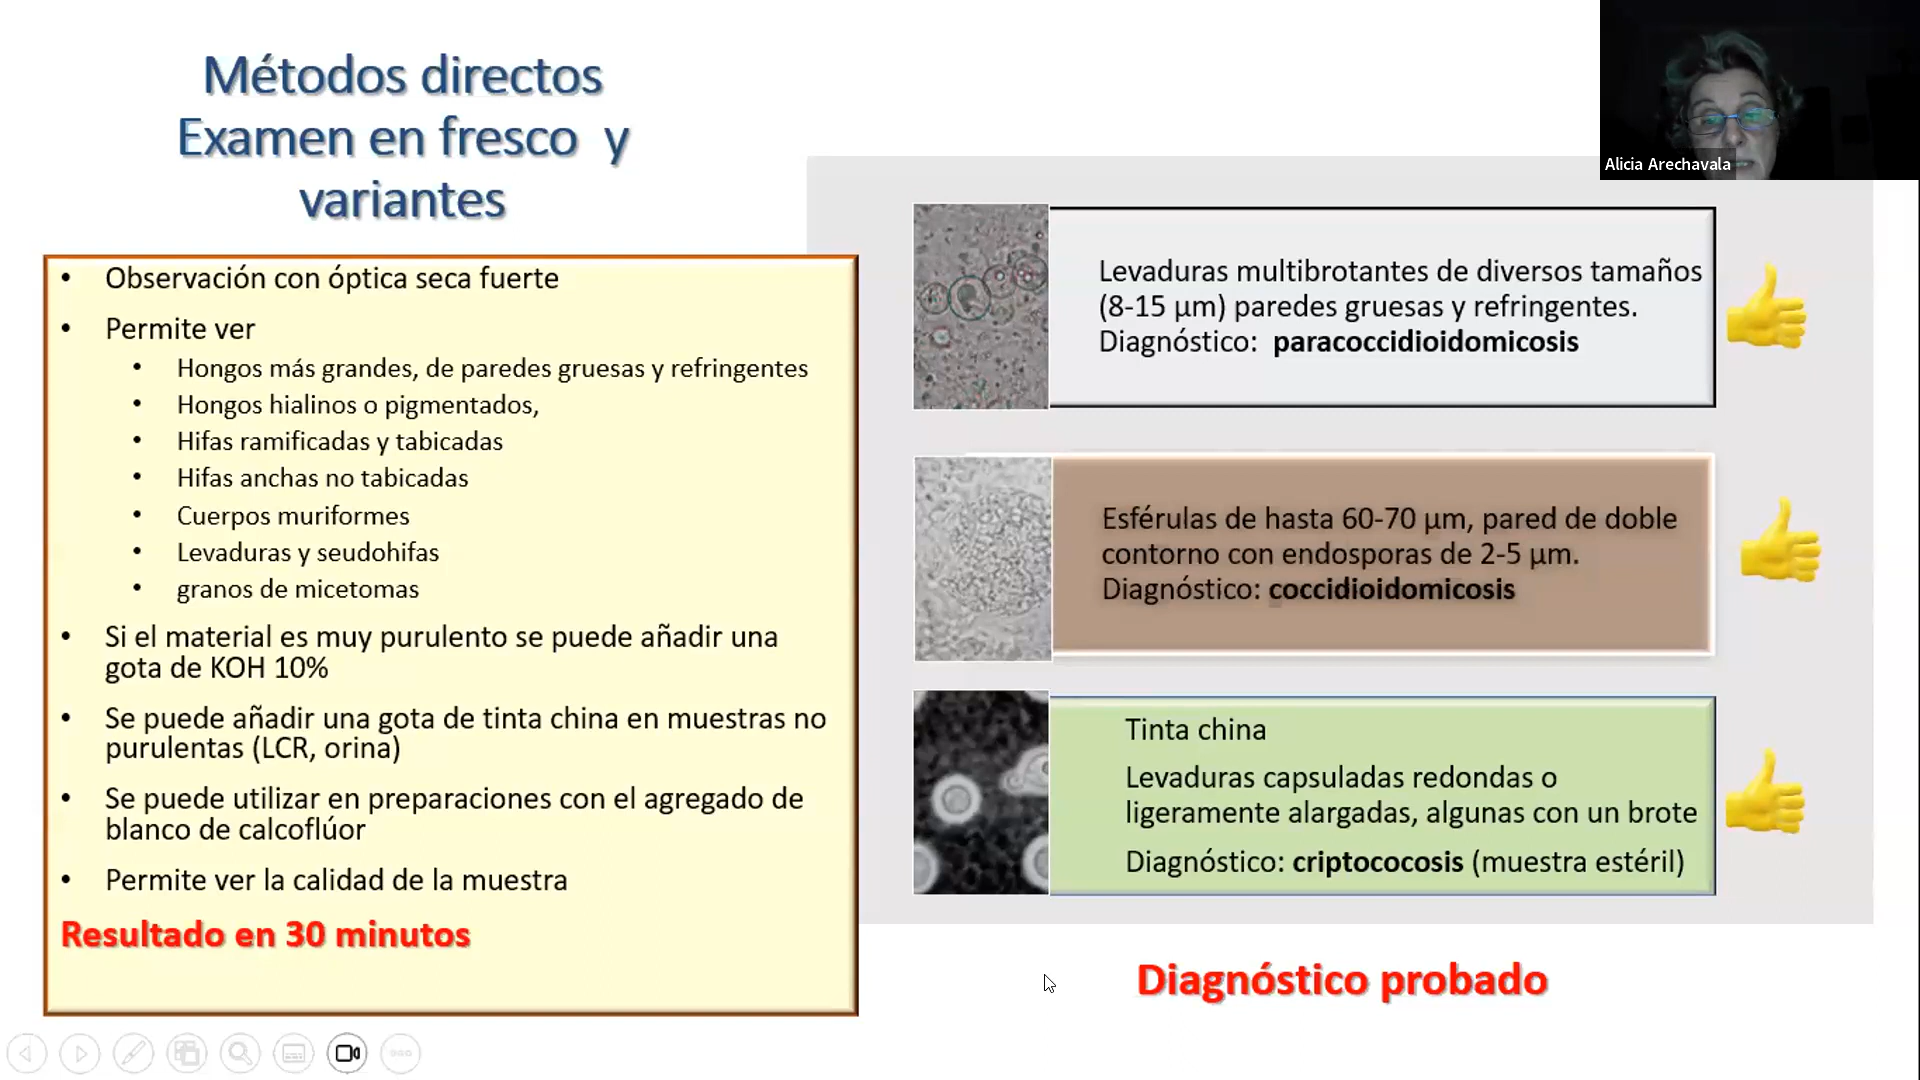 Métodos directos
Examen en fresco y
variantes
• Observación con óptica seca fuerte
• Permite ver
• Hongos más grandes, de paredes gruesas y refringentes
• Hongos hialinos o pigmentados,
• Hifas ramificadas y tabicadas
• Hifas anchas no tabicadas
• Cuerpos muriformes
• Levaduras y seudohifas
• granos de micetomas
• Si el material es muy purulento se puede añadir una
gota de KOH 10%
• Se puede añadir una gota de tinta china en muestras no
purulentas (LCR, orina)
• Se puede utilizar en preparaciones con el agregado de
blanco de calcoflúor
• Permite ver la calidad de la muestra
Resultado en 30 minutos
Alicia Arechavala
Levaduras multibrotantes de diversos tamaños
(8-15 µm) paredes gruesas y refringentes.
Diagnóstico: paracoccidioidomicosis
Esférulas de hasta 60-70 µm, pared de doble
contorno con endosporas de 2-5 µm.
Diagnóstico: coccidioidomicosis
Tinta china
Levaduras capsuladas redondas o
ligeramente alargadas, algunas con un brote
Diagnóstico: criptococosis (muestra estéril)
Diagnóstico probado